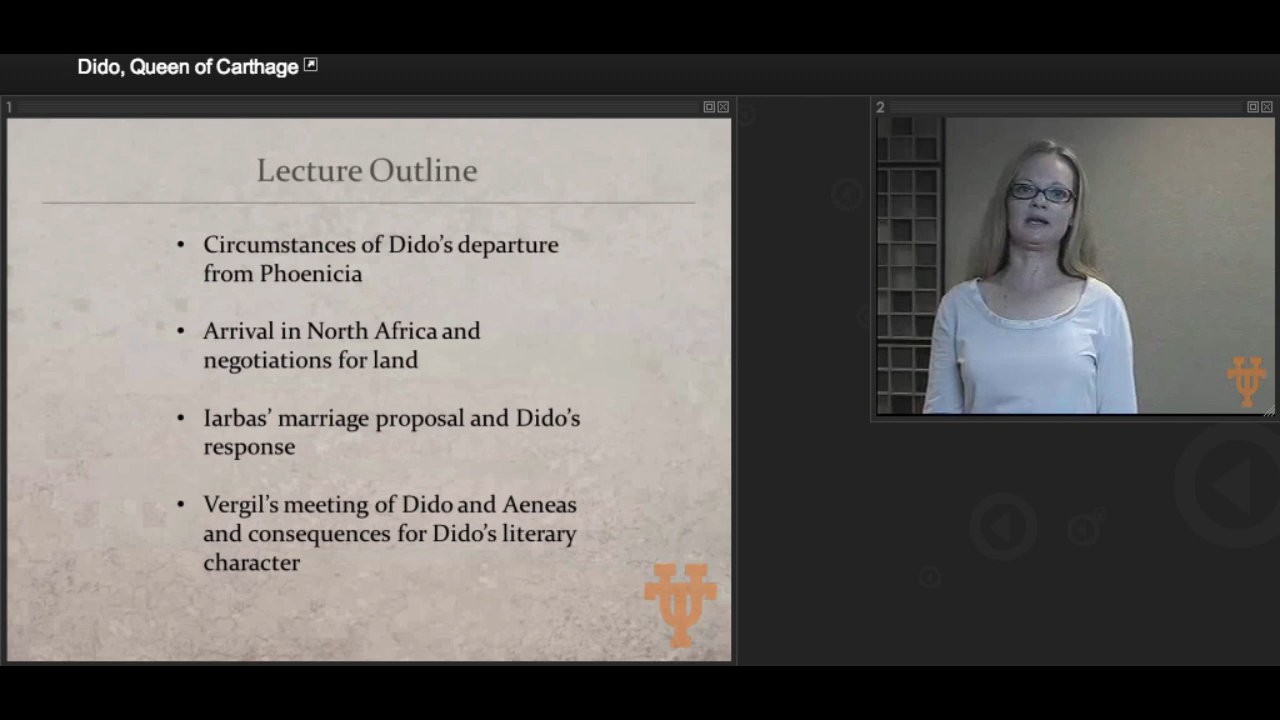 Dido, Queen of Carthage
1
2
Lecture Outline
• Circumstances of Dido’s departure
from Phoenicia
• Arrival in North Africa and
negotiations for land
• Iarbas’ marriage proposal and Dido’s
response
• Vergil’s meeting of Dido and Aeneas
and consequences for Dido’s literary
character
UT
UT